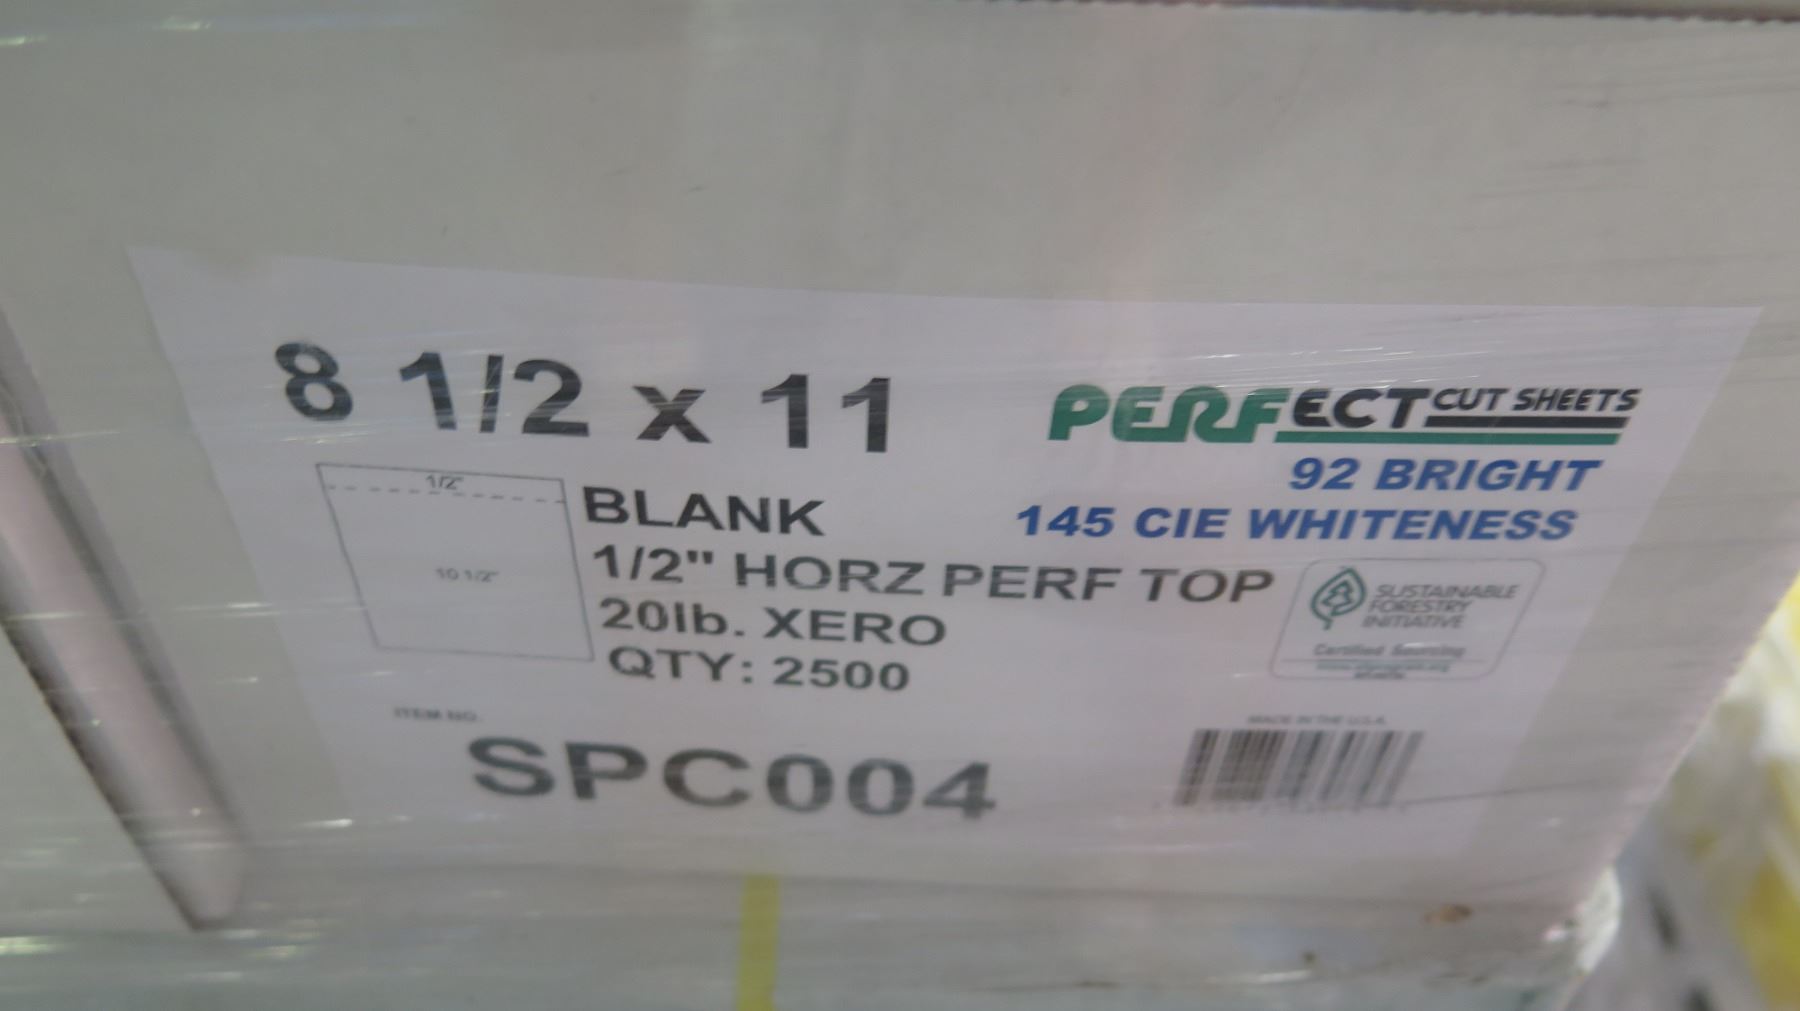 8 1/2 x 11
PERFECT CUT SHEETS
92 BRIGHT
145 CIE WHITENESS
1/2"
10 1/2"
BLANK
1/2" HORZ PERF TOP
20lb. XERO
QTY: 2500
SUSTAINABLE
FORESTRY
INITIATIVE
Certified Sourcing
ITEM NO.
SPC004
MADE IN THE U.S.A.